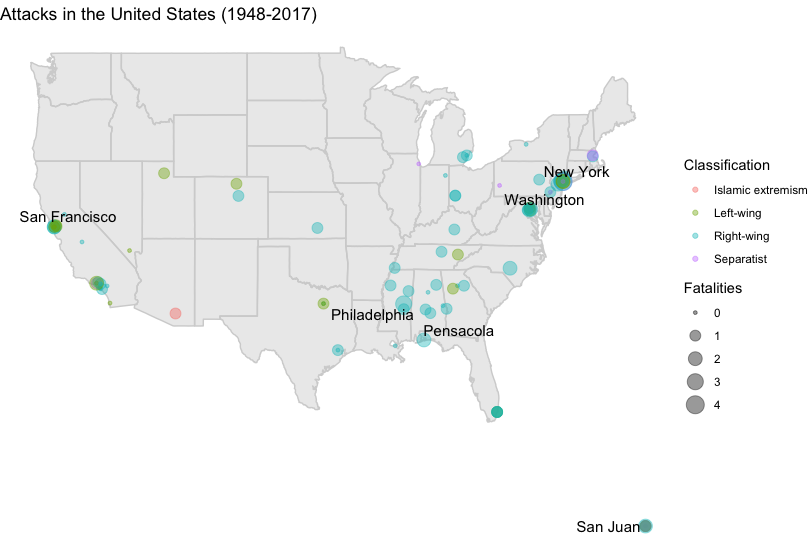 Attacks in the United States (1948-2017)
New York
Washington
San Francisco
Philadelphia
Pensacola
San Juan
Classification
Islamic extremism
Left-wing
Right-wing
Separatist
Fatalities
0
1
2
3
4